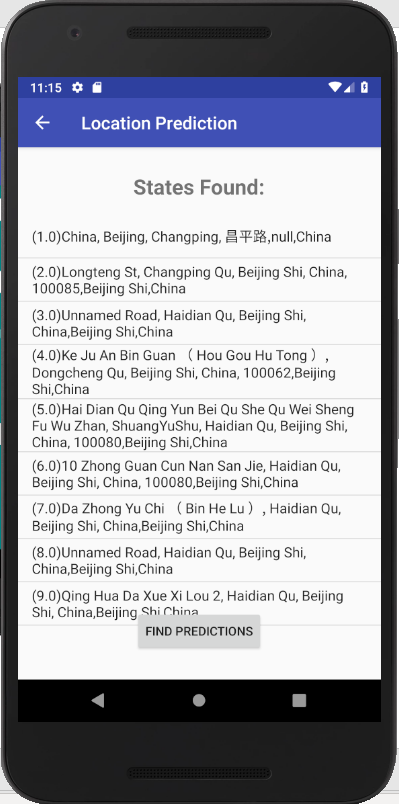 11:15
Location Prediction
States Found:
(1.0)China, Beijing, Changping, 昌平路,null,China
(2.0)Longteng St, Changping Qu, Beijing Shi, China,
100085,Beijing Shi,China
(3.0)Unnamed Road, Haidian Qu, Beijing Shi,
China,Beijing Shi,China
(4.0)Ke Ju An Bin Guan （ Hou Gou Hu Tong ） ,
Dongcheng Qu, Beijing Shi, China, 100062,Beijing
Shi,China
(5.0)Hai Dian Qu Qing Yun Bei Qu She Qu Wei Sheng
Fu Wu Zhan, ShuangYuShu, Haidian Qu, Beijing Shi,
China, 100080,Beijing Shi,China
(6.0)10 Zhong Guan Cun Nan San Jie, Haidian Qu,
Beijing Shi, China, 100080,Beijing Shi,China
(7.0)Da Zhong Yu Chi （ Bin He Lu ） , Haidian Qu,
Beijing Shi, China,Beijing Shi,China
(8.0)Unnamed Road, Haidian Qu, Beijing Shi,
China,Beijing Shi,China
(9.0)Qing Hua Da Xue Xi Lou 2, Haidian Qu, Beijing
Shi, China,Beijing Shi,China
FIND PREDICTIONS